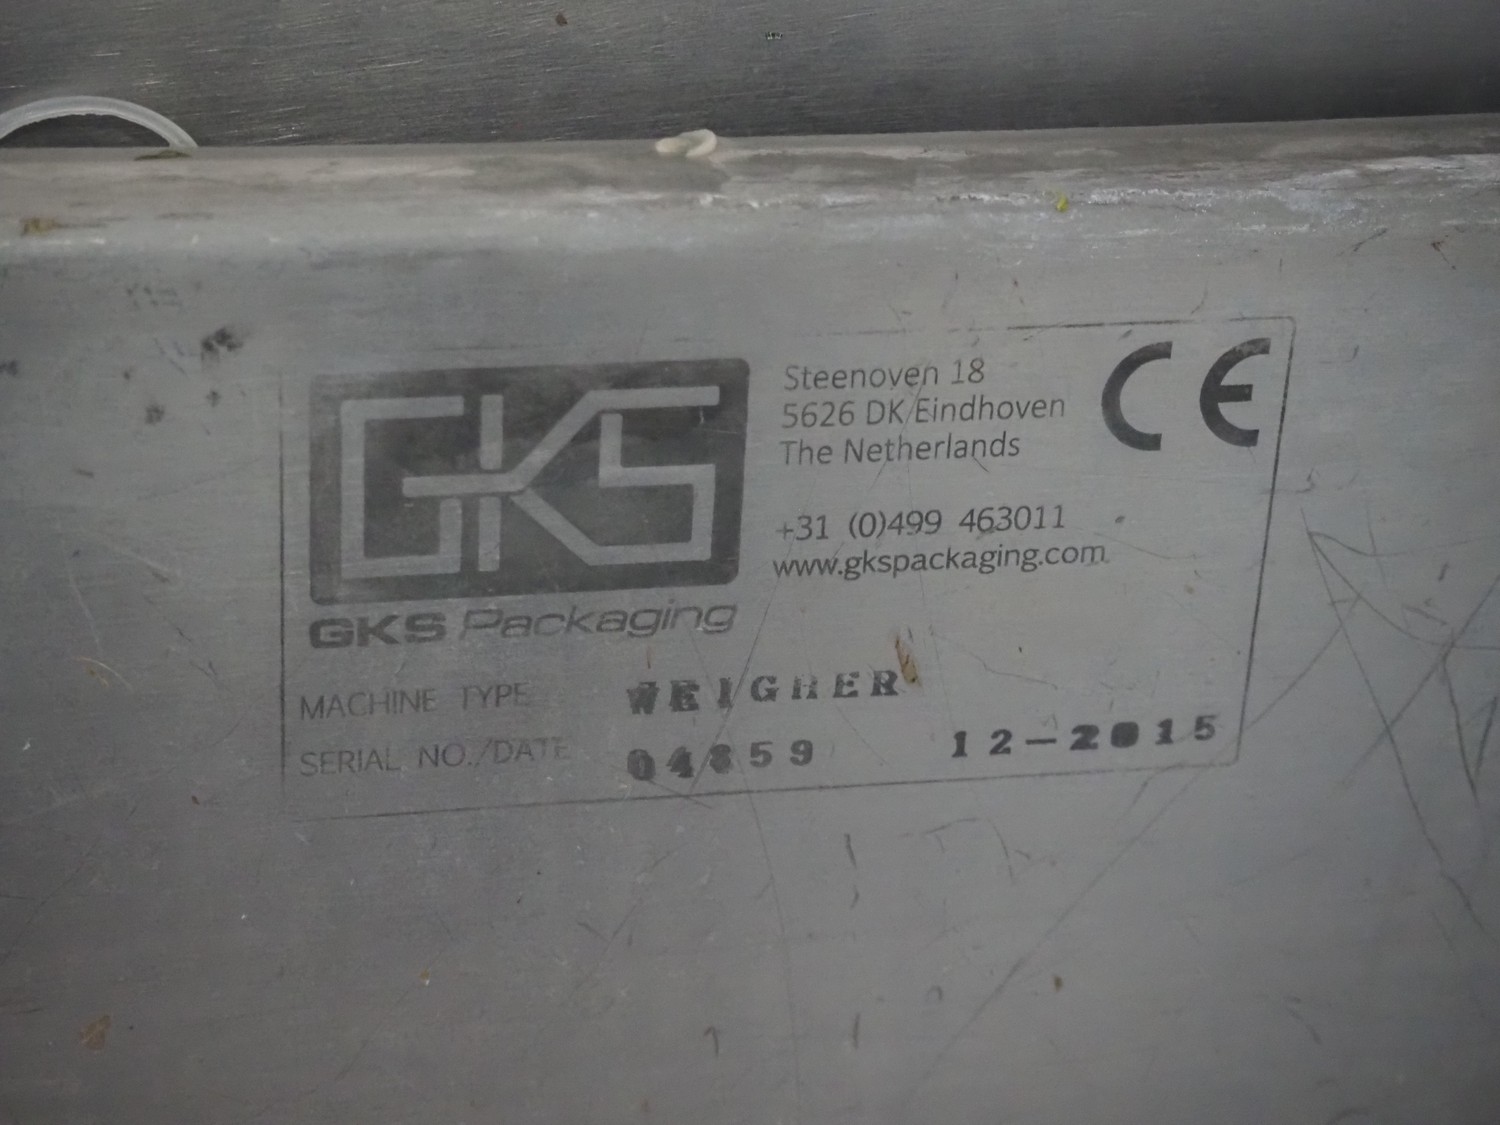 GKS
GKS Packaging
Steenoven 18
5626 DK Eindhoven
The Netherlands
+31 (0)499 463011
www.gkspackaging.com
CE
MACHINE TYPE WEIGHER
SERIAL NO./DATE 04859 12-2015